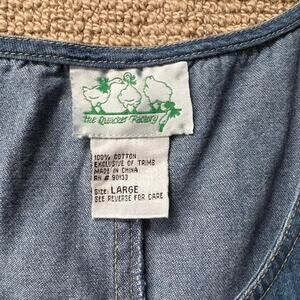 the Quacker Factory
100% COTTON
EXCLUSIVE OF TRIMS
MADE IN CHINA
RN # 90133
SIZE: LARGE
SEE REVERSE FOR CARE